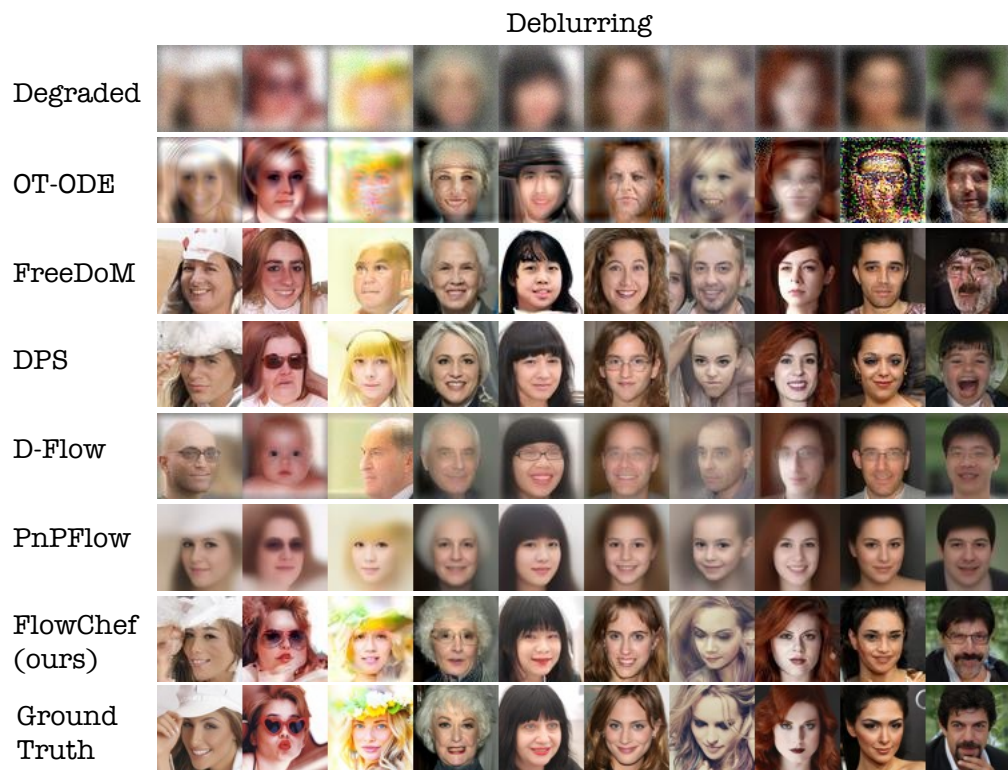 Deblurring
Degraded
OT-ODE
FreeDoM
DPS
D-Flow
PnPFlow
FlowChef
(ours)
Ground
Truth